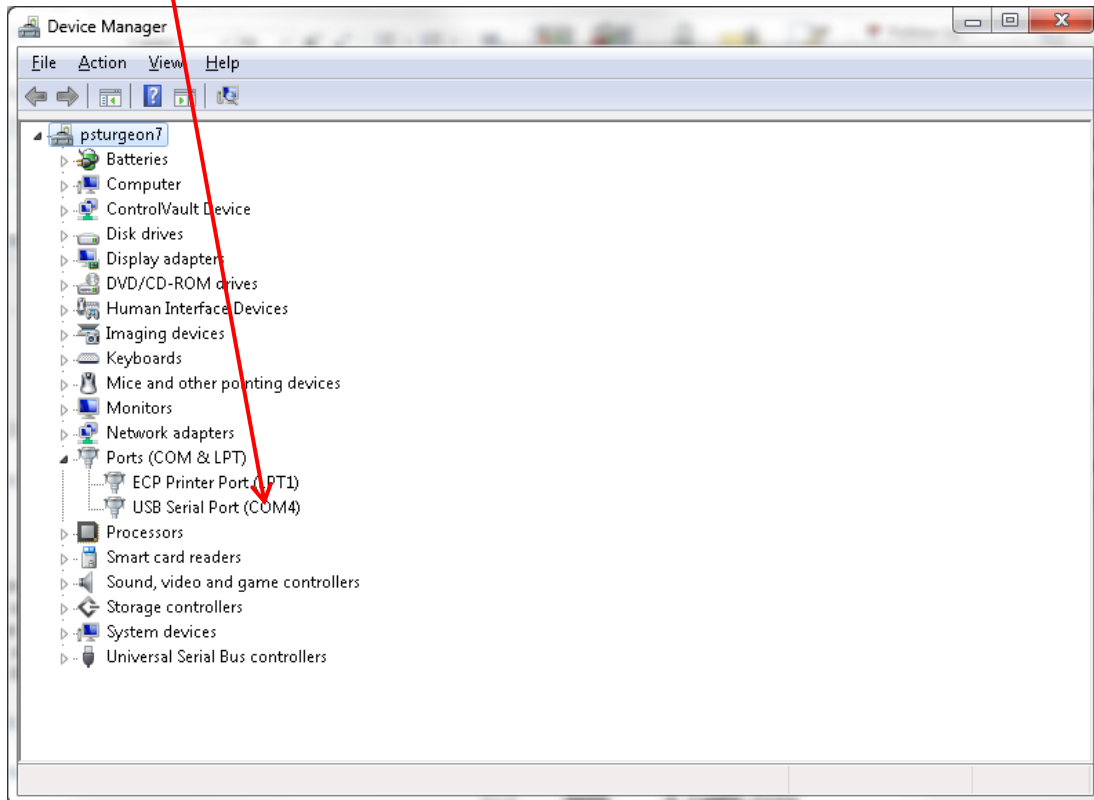 Device Manager
File Action View Help
psturgeon7
Batteries
Computer
ControlVault Device
Disk drives
Display adapters
DVD/CD-ROM drives
Human Interface Devices
Imaging devices
Keyboards
Mice and other pointing devices
Monitors
Network adapters
Ports (COM & LPT)
ECP Printer Port (LPT1)
USB Serial Port (COM4)
Processors
Smart card readers
Sound, video and game controllers
Storage controllers
System devices
Universal Serial Bus controllers